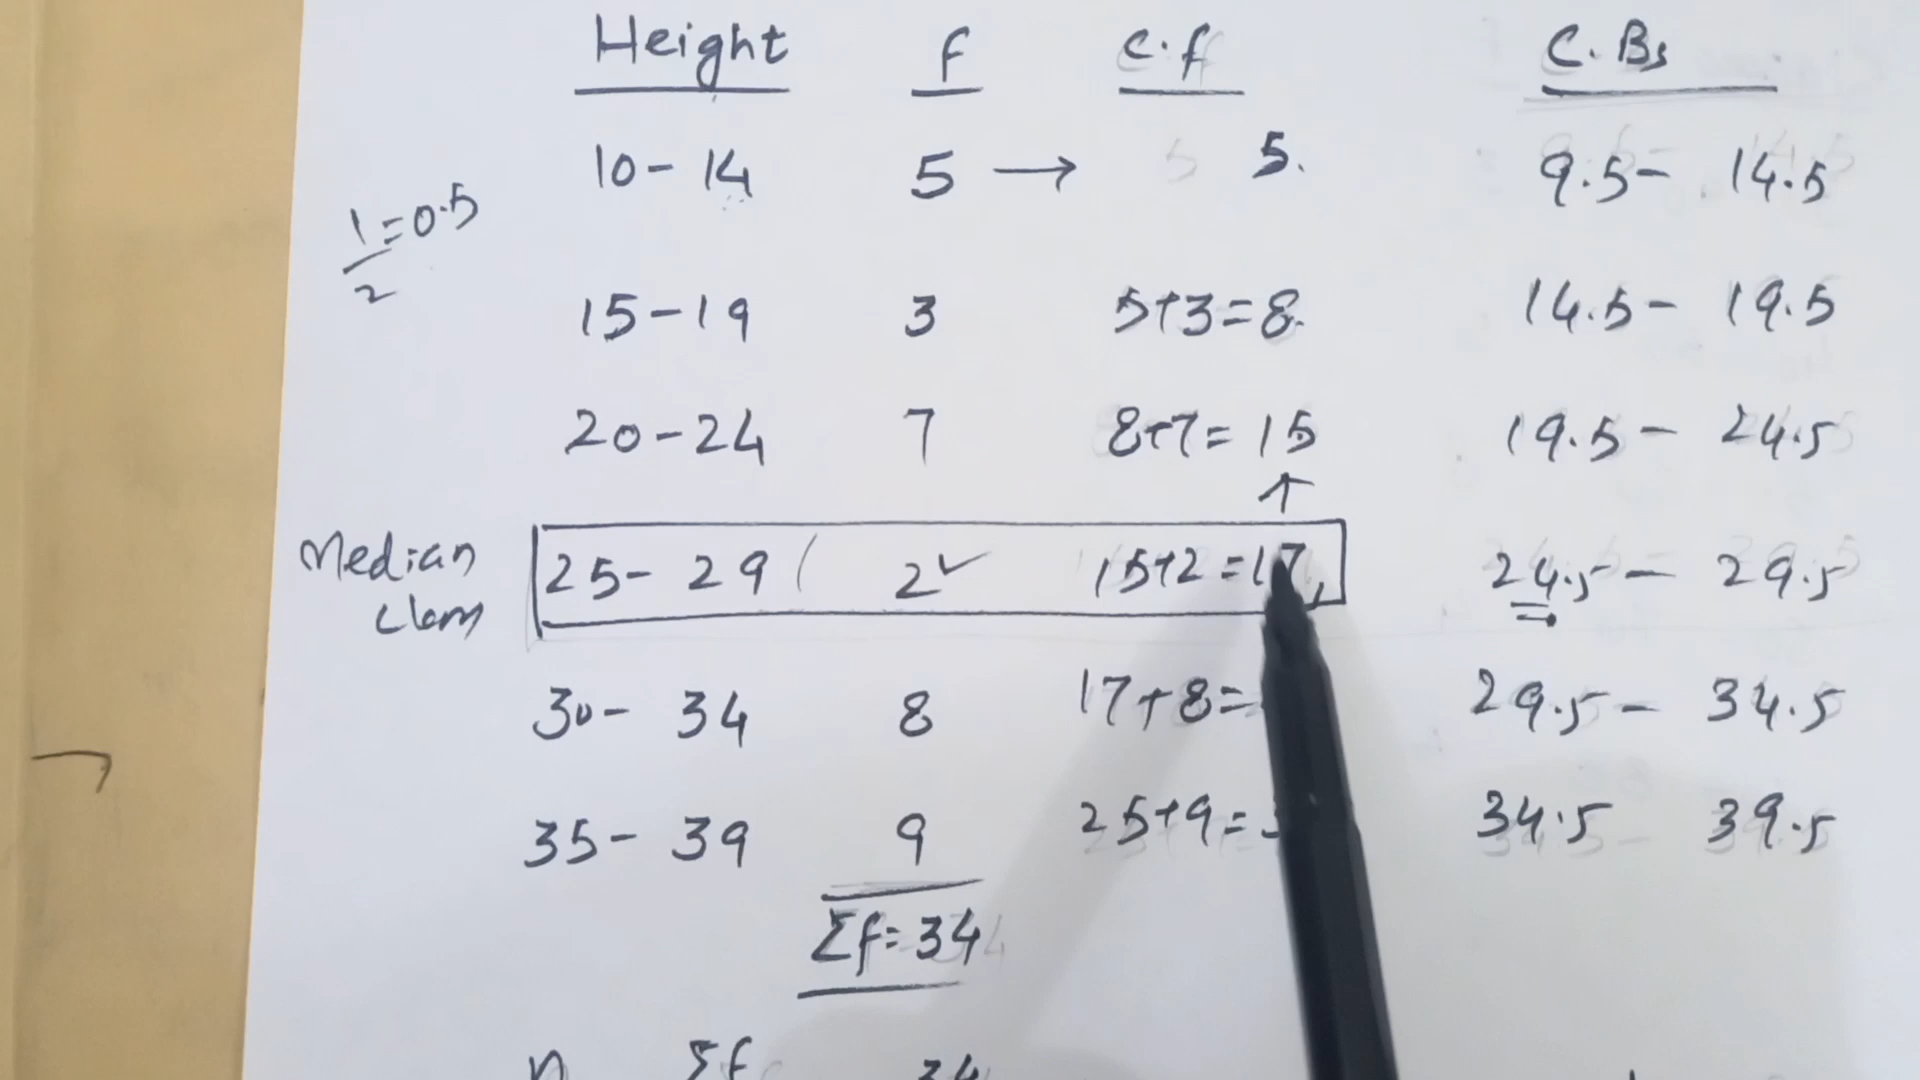 Height f c.f C.Bs
10 - 14 5 → 5. 9.5 - 14.5
1/2 = 0.5
15 - 19 3 5+3=8 14.5 - 19.5
20 - 24 7 8+7= 15 19.5 - 24.5
↑
Median 25 - 29 2 ✓ 15+2=17, 24.5 - 29.5
30 - 34 8 17+8= 29.5 - 34.5
35 - 39 9 25+9= 34.5 39.5
Σf= 34
n Σf 34